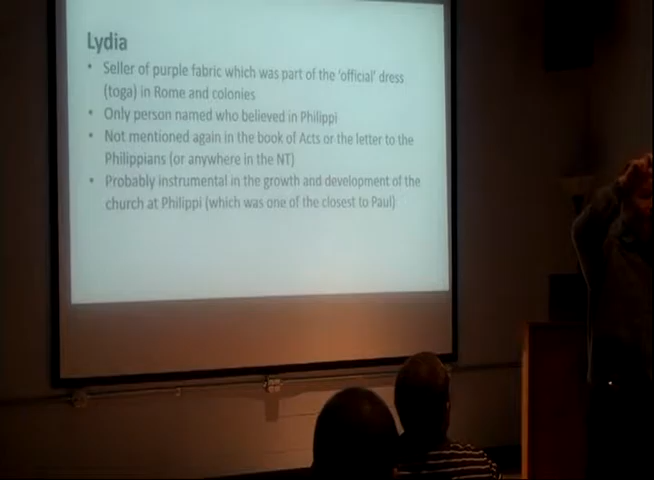 Lydia
• Seller of purple fabric which was part of the 'official' dress
(toga) in Rome and colonies
• Only person named who believed in Philippi
• Not mentioned again in the book of Acts or the letter to the
Philippians (or anywhere in the NT)
• Probably instrumental in the growth and development of the
church at Philippi (which was one of the closest to Paul)